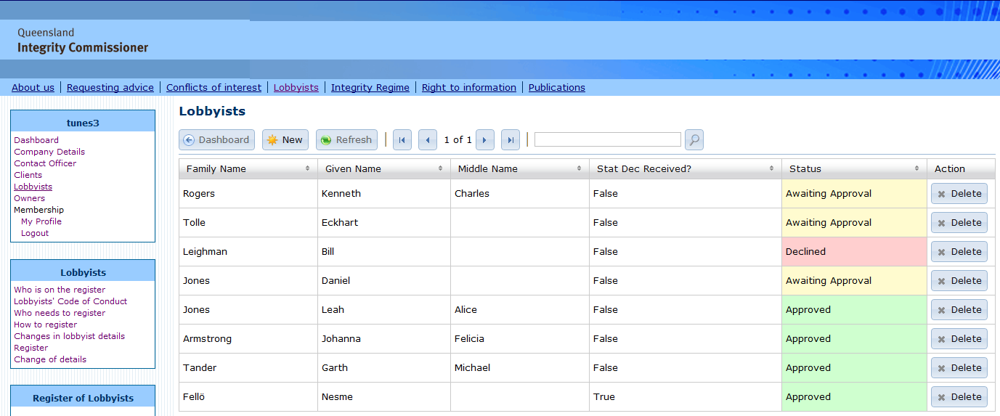 Queensland
Integrity Commissioner
About us Requesting advice Conflicts of interest Lobbyists Integrity Regime Right to information Publications
tunes3
Dashboard
Company Details
Contact Officer
Clients
Lobbyists
Owners
Membership
My Profile
Logout
Lobbyists
Who is on the register
Lobbyists' Code of Conduct
Who needs to register
How to register
Changes in lobbyist details
Register
Change of details
Register of Lobbyists
Lobbyists
Dashboard New Refresh 1 of 1
Family Name Given Name Middle Name Stat Dec Received? Status Action
Rogers Kenneth Charles False Awaiting Approval Delete
Tolle Eckhart False Awaiting Approval Delete
Leighman Bill False Declined Delete
Jones Daniel False Awaiting Approval Delete
Jones Leah Alice False Approved Delete
Armstrong Johanna Felicia False Approved Delete
Tander Garth Michael False Approved Delete
Fellö Nesme True Approved Delete